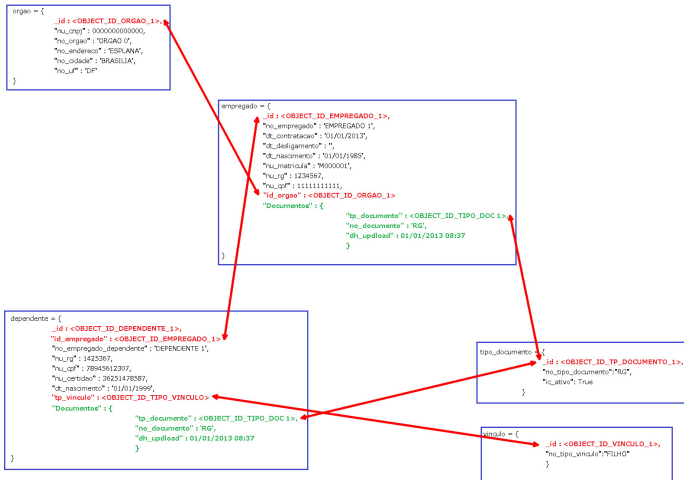 orgao = {
_id : <OBJECT_ID_ORGAO_1>,
"nu_cnpj" : 0000000000000,
"no_orgao" : 'ORGAO 0',
"no_endereco" : 'ESPLANA',
"no_cidade" : 'BRASILIA',
"no_uf" : "DF"
}
empregado = {
_id : <OBJECT_ID_EMPREGADO_1>,
"no_empregado" : 'EMPREGADO 1',
"dt_contratacao" : '01/01/2013',
"dt_desligamento" : '',
"dt_nascimento" : '01/01/1985',
"nu_matricula" : 'M000001',
"nu_rg" : 1234567,
"nu_cpf" : 11111111111,
"id_orgao" : <OBJECT_ID_ORGAO_1>
"Documentos" : {
"tp_documento" : <OBJECT_ID_TIPO_DOC 1>,
"no_documento" : 'RG',
"dh_updload" : 01/01/2013 08:37
}
}
dependente = {
_id : <OBJECT_ID_DEPENDENTE_1>,
"id_empregado" : <OBJECT_ID_EMPREGADO_1>
"no_empregado_dependente" : 'DEPENDENTE 1',
"nu_rg" : 1425367,
"nu_cpf" : 78945612307,
"nu_certidao" : 36251478587,
"dt_nascimento" : '01/01/1999',
"tp_vinculo" : <OBJECT_ID_TIPO_VINCULO>
"Documentos" : {
"tp_documento" : <OBJECT_ID_TIPO_DOC 1>,
"no_documento" : 'RG',
"dh_updload" : 01/01/2013 08:37
}
}
tipo_documento = {
_id : <OBJECT_ID_TP_DOCUMENTO_1>,
"no_tipo_documento":"RG",
"ic_ativo" : True
}
vinculo = {
_id : <OBJECT_ID_VINCULO_1>,
"no_tipo_vinculo":"FILHO"
}